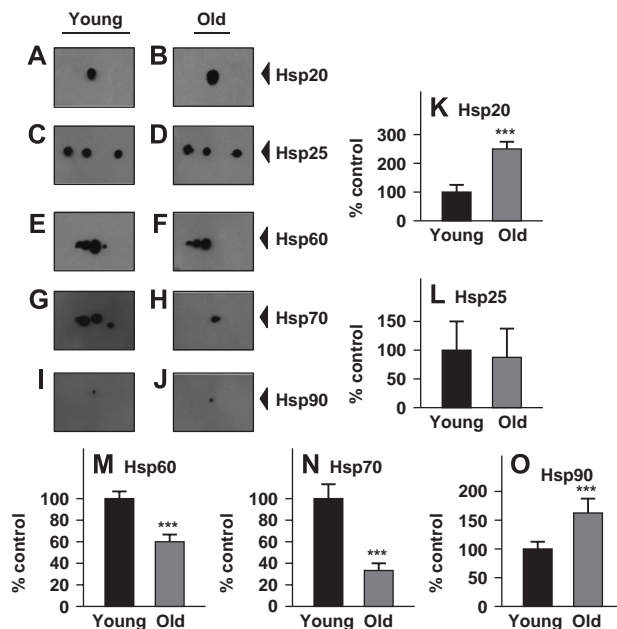 Young Old
A B Hsp20
C D Hsp25
E F Hsp60
G H Hsp70
I J Hsp90
K Hsp20
% control
300
200
100
0
***
Young Old
L Hsp25
% control
150
100
50
0
Young Old
M Hsp60
% control
100
80
60
40
20
0
***
Young Old
N Hsp70
% control
100
80
60
40
20
0
***
Young Old
O Hsp90
% control
200
150
100
50
0
***
Young Old